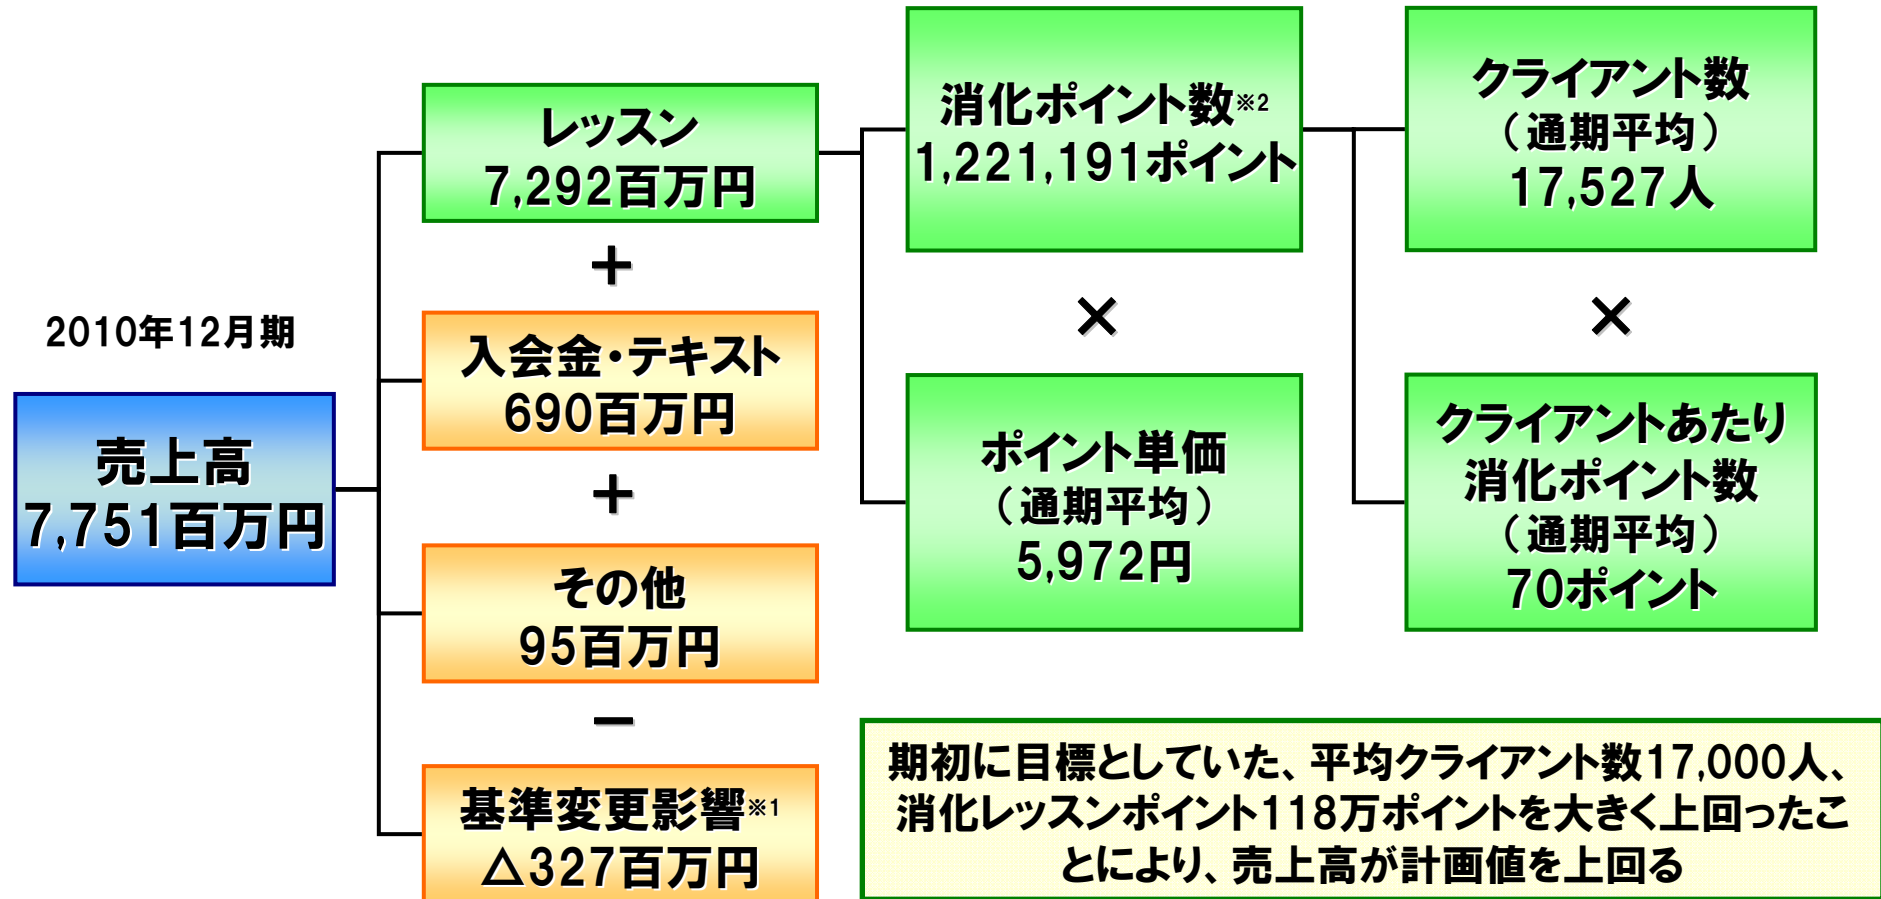 2010年12月期
売上高
7,751百万円
レッスン
7,292百万円
＋
入会金・テキスト
690百万円
＋
その他
95百万円
－
基準変更影響※1
△327百万円
消化ポイント数※2
1,221,191ポイント
×
ポイント単価
（通期平均）
5,972円
クライアント数
（通期平均）
17,527人
×
クライアントあたり
消化ポイント数
（通期平均）
70ポイント
期初に目標としていた、平均クライアント数17,000人、
消化レッスンポイント118万ポイントを大きく上回ったこ
とにより、売上高が計画値を上回る